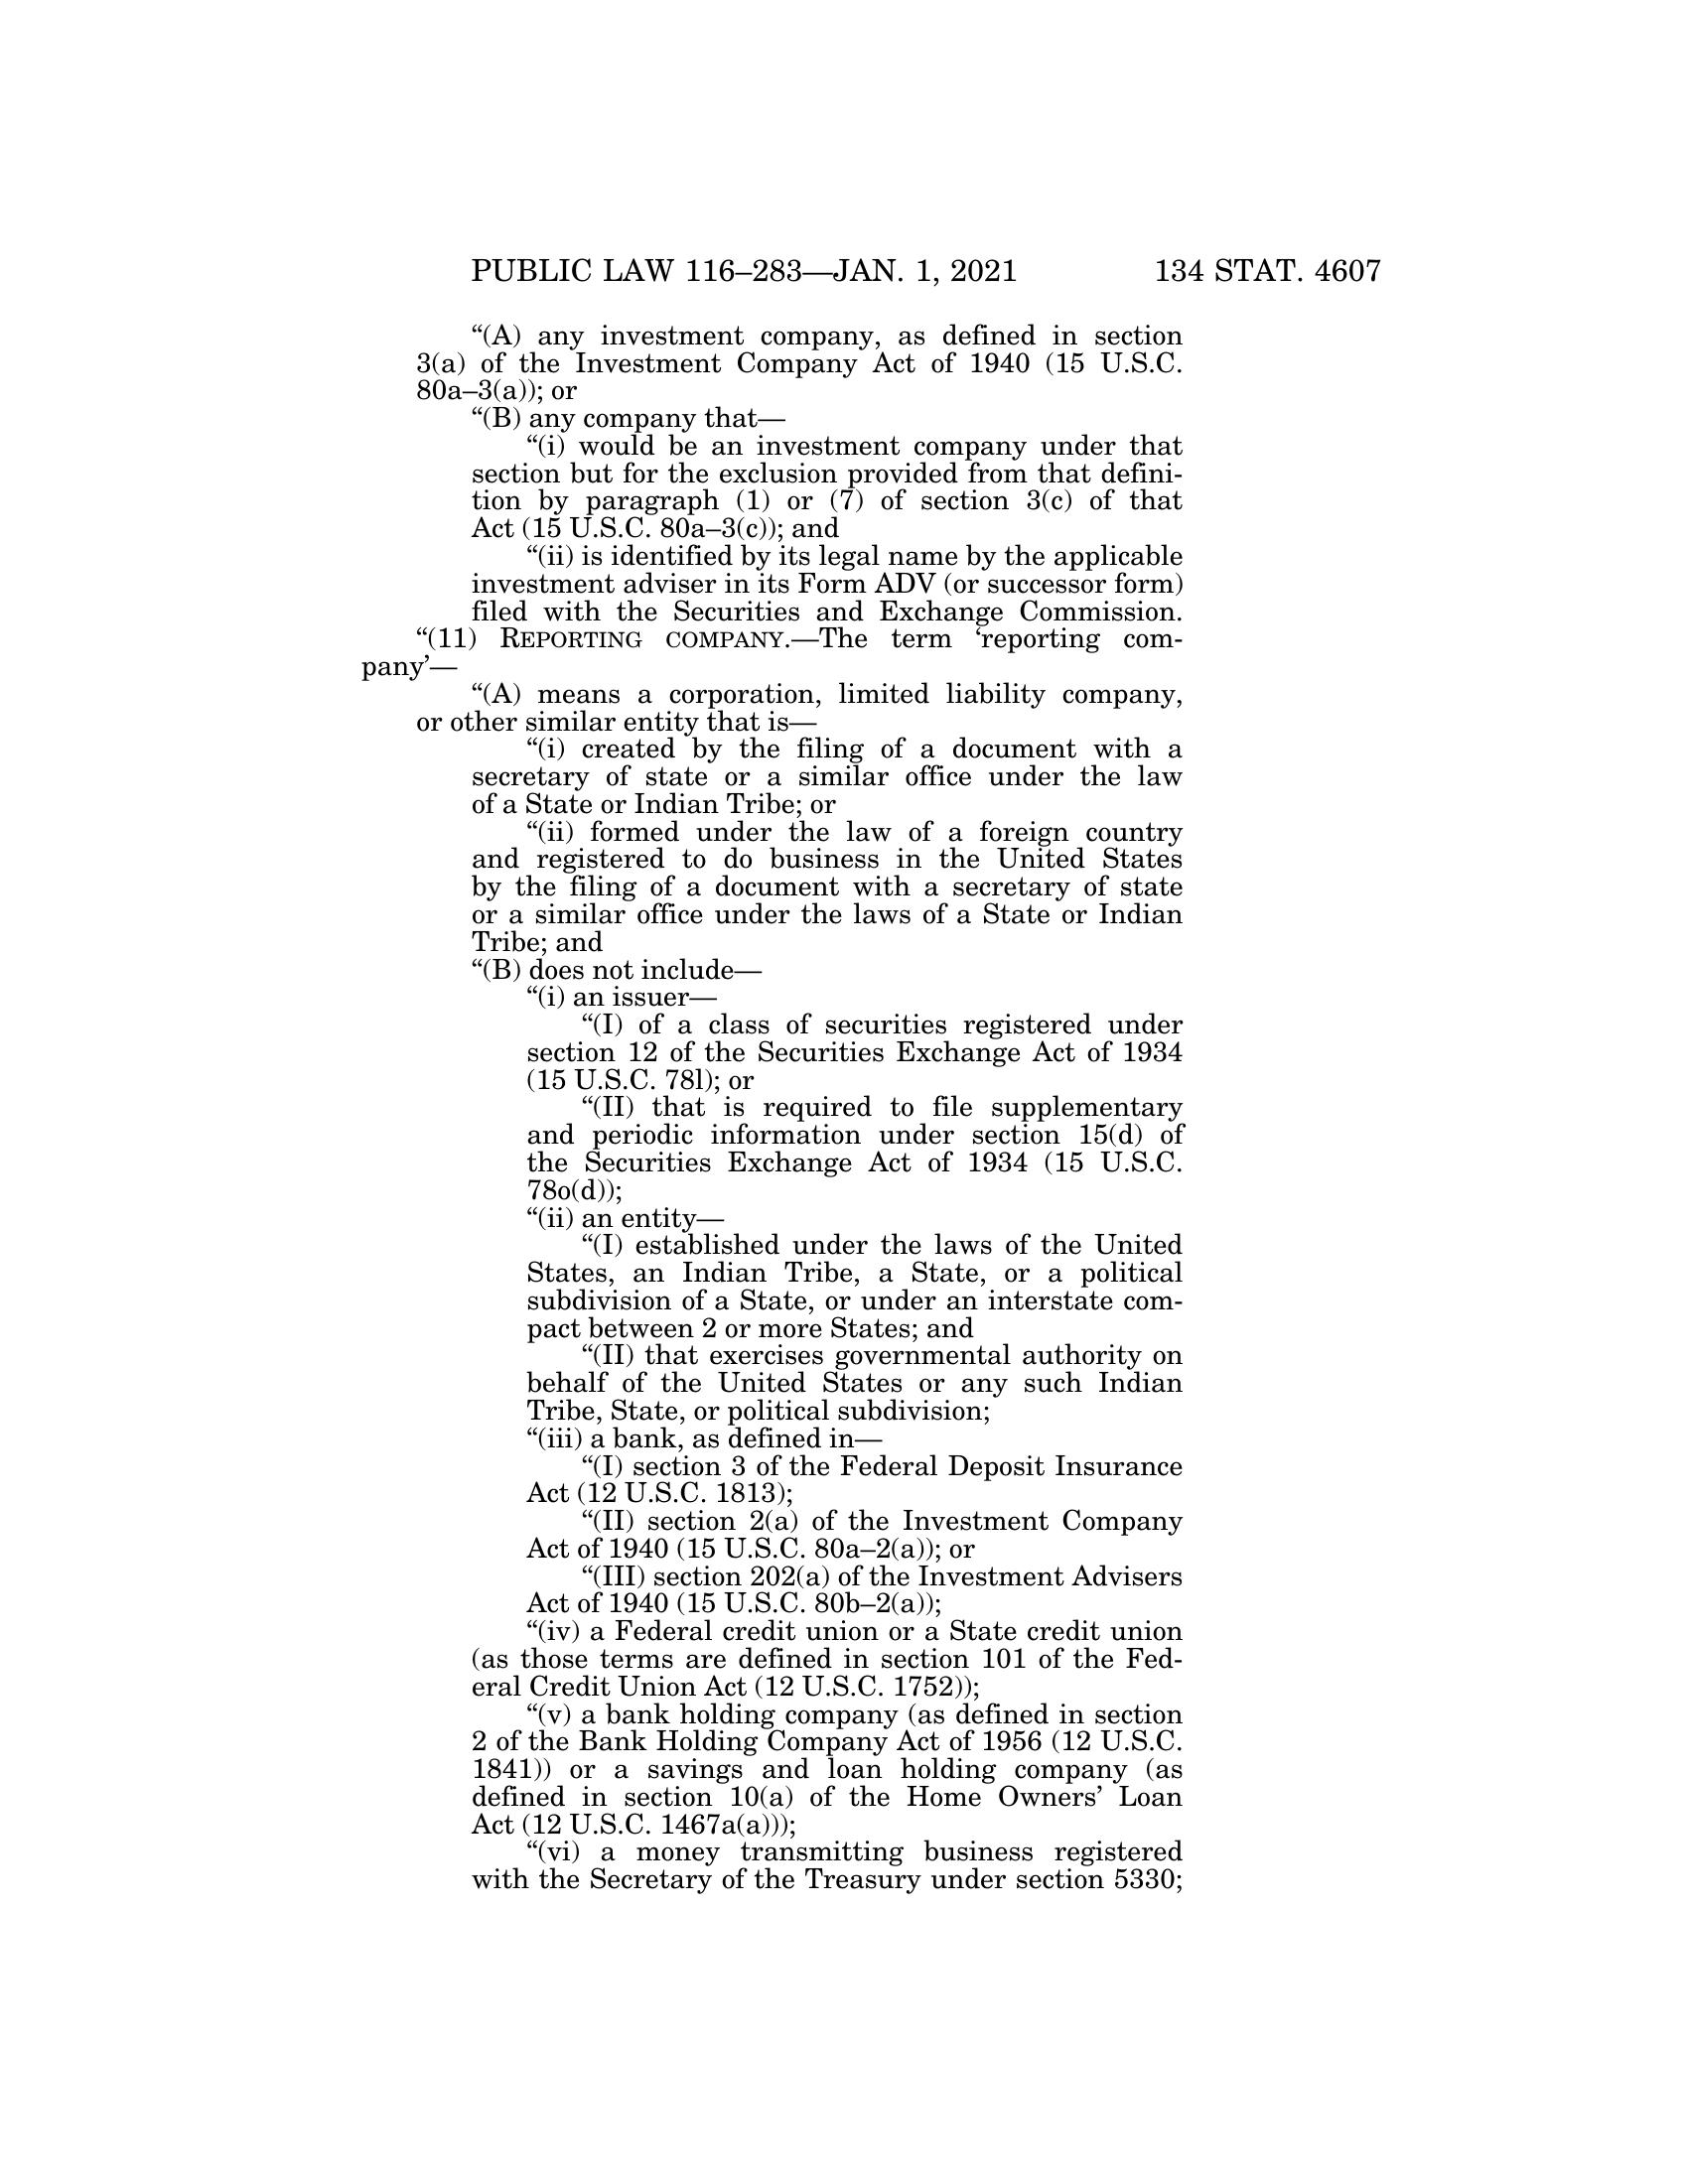 PUBLIC LAW 116–283—JAN. 1, 2021 134 STAT. 4607
“(A) any investment company, as defined in section
3(a) of the Investment Company Act of 1940 (15 U.S.C.
80a–3(a)); or
“(B) any company that—
“(i) would be an investment company under that
section but for the exclusion provided from that defini-
tion by paragraph (1) or (7) of section 3(c) of that
Act (15 U.S.C. 80a–3(c)); and
“(ii) is identified by its legal name by the applicable
investment adviser in its Form ADV (or successor form)
filed with the Securities and Exchange Commission.
“(11) REPORTING COMPANY.—The term ‘reporting com-
pany’—
“(A) means a corporation, limited liability company,
or other similar entity that is—
“(i) created by the filing of a document with a
secretary of state or a similar office under the law
of a State or Indian Tribe; or
“(ii) formed under the law of a foreign country
and registered to do business in the United States
by the filing of a document with a secretary of state
or a similar office under the laws of a State or Indian
Tribe; and
“(B) does not include—
“(i) an issuer—
“(I) of a class of securities registered under
section 12 of the Securities Exchange Act of 1934
(15 U.S.C. 78l); or
“(II) that is required to file supplementary
and periodic information under section 15(d) of
the Securities Exchange Act of 1934 (15 U.S.C.
78o(d));
“(ii) an entity—
“(I) established under the laws of the United
States, an Indian Tribe, a State, or a political
subdivision of a State, or under an interstate com-
pact between 2 or more States; and
“(II) that exercises governmental authority on
behalf of the United States or any such Indian
Tribe, State, or political subdivision;
“(iii) a bank, as defined in—
“(I) section 3 of the Federal Deposit Insurance
Act (12 U.S.C. 1813);
“(II) section 2(a) of the Investment Company
Act of 1940 (15 U.S.C. 80a–2(a)); or
“(III) section 202(a) of the Investment Advisers
Act of 1940 (15 U.S.C. 80b–2(a));
“(iv) a Federal credit union or a State credit union
(as those terms are defined in section 101 of the Fed-
eral Credit Union Act (12 U.S.C. 1752));
“(v) a bank holding company (as defined in section
2 of the Bank Holding Company Act of 1956 (12 U.S.C.
1841)) or a savings and loan holding company (as
defined in section 10(a) of the Home Owners’ Loan
Act (12 U.S.C. 1467a(a)));
“(vi) a money transmitting business registered
with the Secretary of the Treasury under section 5330;